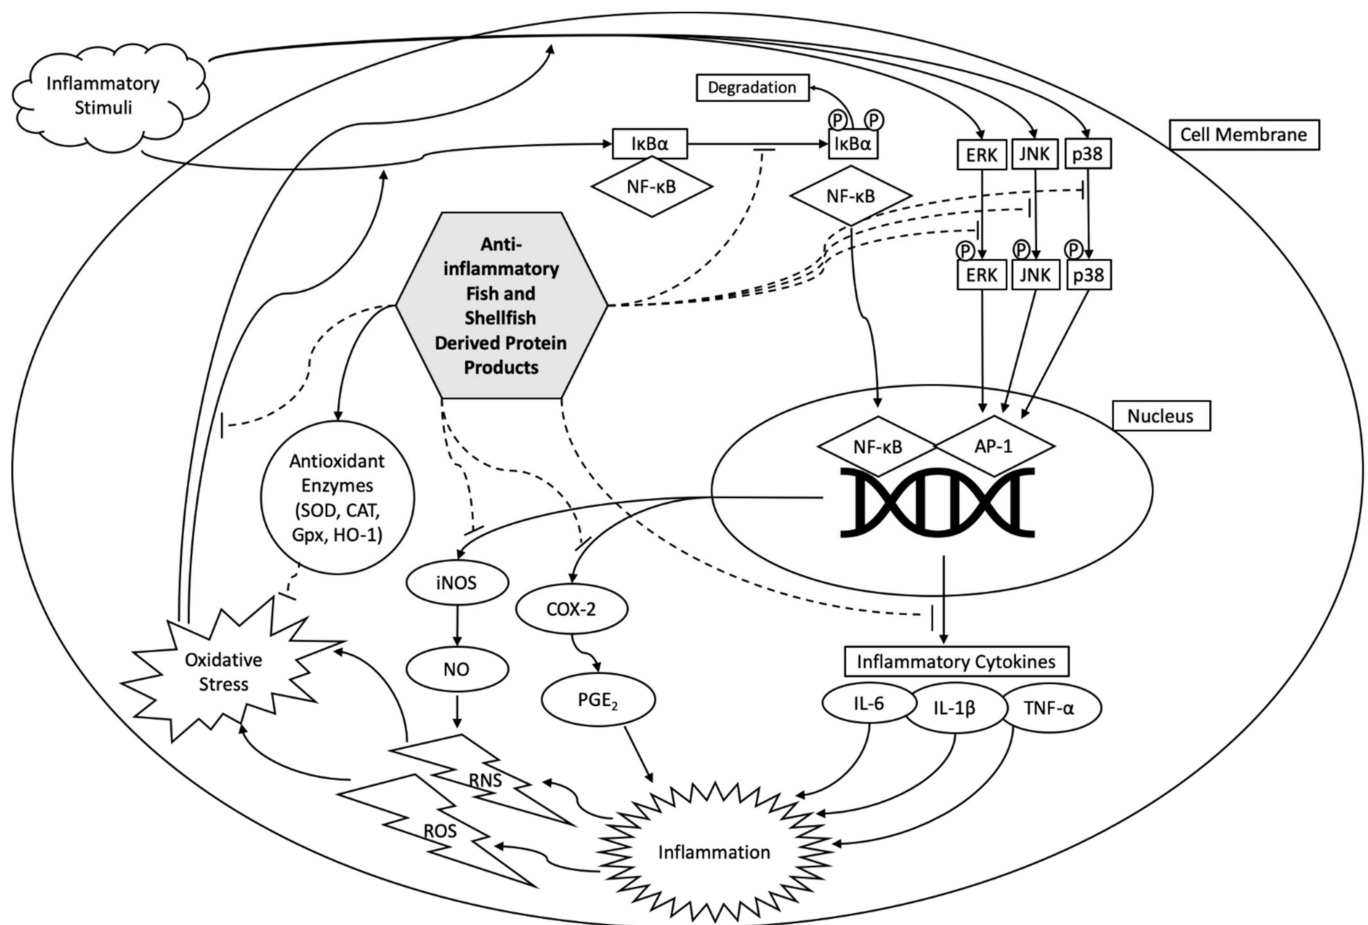 Inflammatory
Stimuli
Degradation
P
P
IκBα
IκBα
NF-κB
NF-κB
ERK
JNK
p38
Cell Membrane
P
P
P
ERK
JNK
p38
Anti-
inflammatory
Fish and
Shellfish
Derived Protein
Products
Nucleus
NF-κB
AP-1
Antioxidant
Enzymes
(SOD, CAT,
Gpx, HO-1)
iNOS
COX-2
NO
PGE₂
Oxidative
Stress
Inflammatory Cytokines
IL-6
IL-1β
TNF-α
RNS
ROS
Inflammation